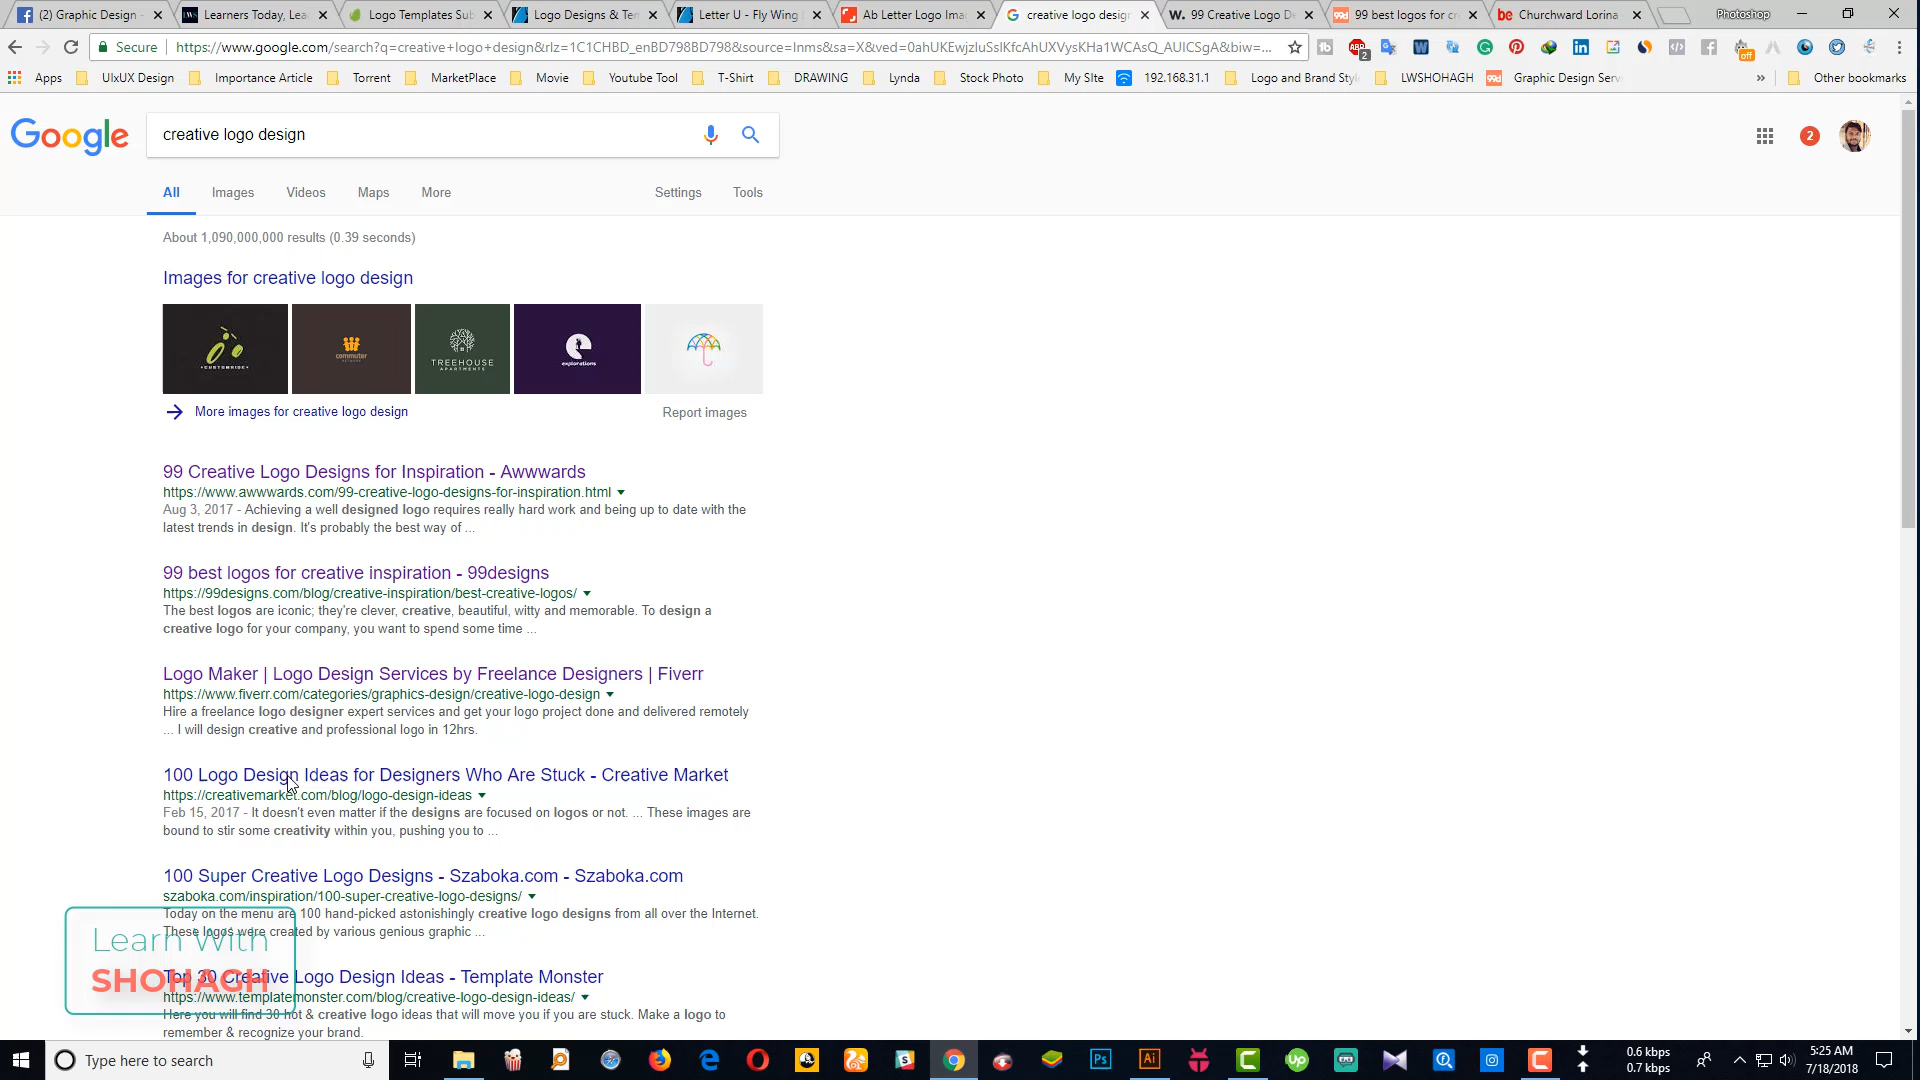 (2) Graphic Design - Learners Today, Lea Logo Templates Sub Logo Designs & Ten Letter U - Fly Wing Ab Letter Logo Ima creative logo design 99 Creative Logo D 99 best logos for cr Churchward Lorina Photoshop
Secure https://www.google.com/search?q=creative+logo+design&rlz=1C1CHBD_enBD798BD798&source=lnms&sa=X&ved=0ahUKEwjzluSslKfcAhUXVysKHa1WCAsQ_AUICSgA&biw=...
Apps UIxUX Design Importance Article Torrent MarketPlace Movie Youtube Tool T-Shirt DRAWING Lynda Stock Photo My SIte 192.168.31.1 Logo and Brand Styl LWSHOHAGH Graphic Design Serv » Other bookmarks
Google creative logo design 2
All Images Videos Maps More Settings Tools
About 1,090,000,000 results (0.39 seconds)
Images for creative logo design
CUSTOMRIDE commuter TREEHOUSE APARTMENTS explorations
More images for creative logo design Report images
99 Creative Logo Designs for Inspiration - Awwwards
https://www.awwwards.com/99-creative-logo-designs-for-inspiration.html
Aug 3, 2017 - Achieving a well designed logo requires really hard work and being up to date with the
latest trends in design. It's probably the best way of ...
99 best logos for creative inspiration - 99designs
https://99designs.com/blog/creative-inspiration/best-creative-logos/
The best logos are iconic; they're clever, creative, beautiful, witty and memorable. To design a
creative logo for your company, you want to spend some time ...
Logo Maker | Logo Design Services by Freelance Designers | Fiverr
https://www.fiverr.com/categories/graphics-design/creative-logo-design
Hire a freelance logo designer expert services and get your logo project done and delivered remotely
... I will design creative and professional logo in 12hrs.
100 Logo Design Ideas for Designers Who Are Stuck - Creative Market
https://creativemarket.com/blog/logo-design-ideas
Feb 15, 2017 - It doesn't even matter if the designs are focused on logos or not. ... These images are
bound to stir some creativity within you, pushing you to ...
100 Super Creative Logo Designs - Szaboka.com - Szaboka.com
szaboka.com/inspiration/100-super-creative-logo-designs/
Today on the menu are 100 hand-picked astonishingly creative logo designs from all over the Internet.
These logos were created by various genious graphic ...
Learn With
SHOHAGH
Top 30 Creative Logo Design Ideas - Template Monster
https://www.templatemonster.com/blog/creative-logo-design-ideas/
Here you will find 30 hot & creative logo ideas that will move you if you are stuck. Make a logo to
remember & recognize your brand.
Type here to search 0.6 kbps 5:25 AM
0.7 kbps 7/18/2018